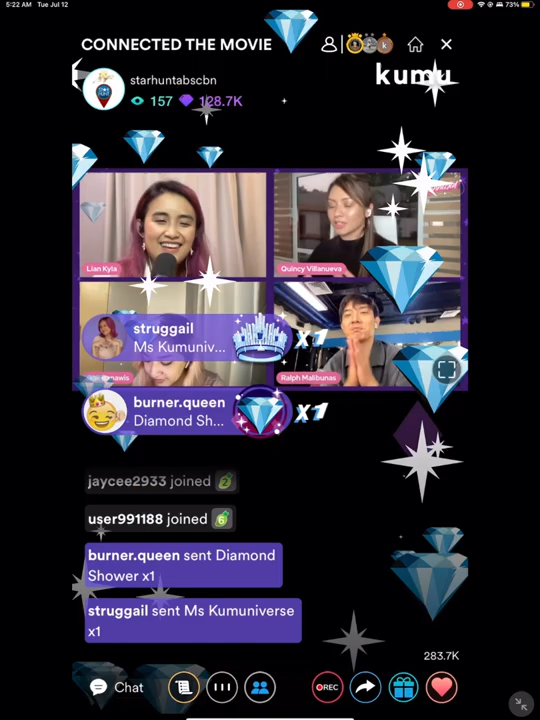 5:22 AM Tue Jul 12
73%
CONNECTED THE MOVIE
k
kumu
starhuntabscbn
157 128.7K
Lian Kyla
Quincy Villanueva
struggail
Ms Kumuniv...
X1
Ralph Malibunas
burner.queen
Diamond Sh...
X1
jaycee2933 joined 2
user991188 joined 6
burner.queen sent Diamond
Shower x1
struggail sent Ms Kumuniverse
x1
283.7K
Chat
REC